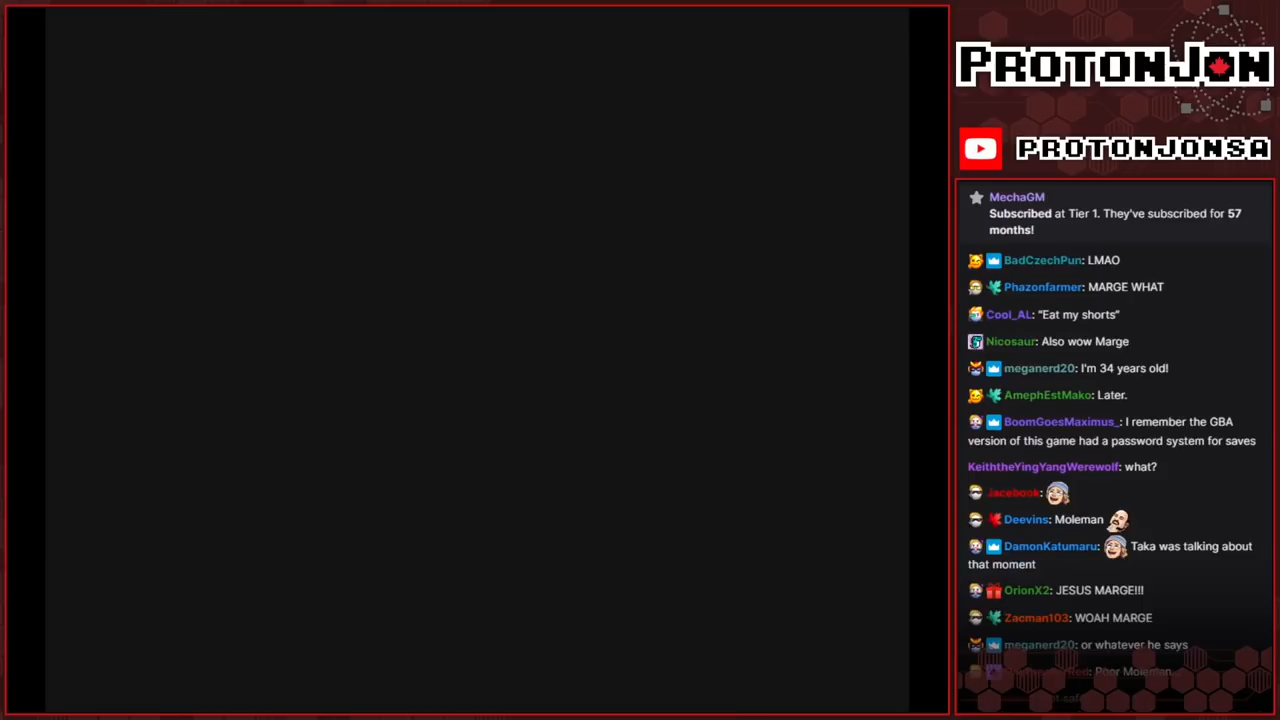 PROTONJON
PROTONJONSA
MechaGM
Subscribed at Tier 1. They've subscribed for 57
months!
BadCzechPun: LMAO
Phazonfarmer: MARGE WHAT
Cool_AL: “Eat my shorts”
Nicosaur: Also wow Marge
meganerd20: I'm 34 years old!
AmephEstMako: Later.
BoomGoesMaximus_: I remember the GBA
version of this game had a password system for saves
KeiththeYingYangWerewolf: what?
Jacebook:
Deevins: Moleman
DamonKatumaru: Taka was talking about
that moment
OrionX2: JESUS MARGE!!!
Zacman103: WOAH MARGE
meganerd20: or whatever he says
Poor Moleman...